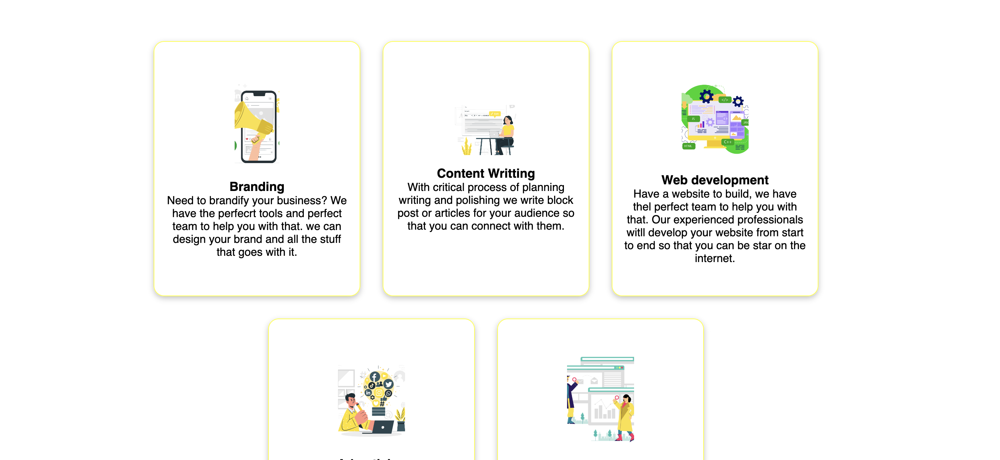 Branding
Need to brandify your business? We
have the perfecrt tools and perfect
team to help you with that. we can
design your brand and all the stuff
that goes with it.
Edit
Content Writting
With critical process of planning
writing and polishing we write block
post or articles for your audience so
that you can connect with them.
</>
JS
JAVA
C++
HTML
Web development
Have a website to build, we have
thel perfect team to help you with
that. Our experienced professionals
witll develop your website from start
to end so that you can be star on the
internet.
in
#